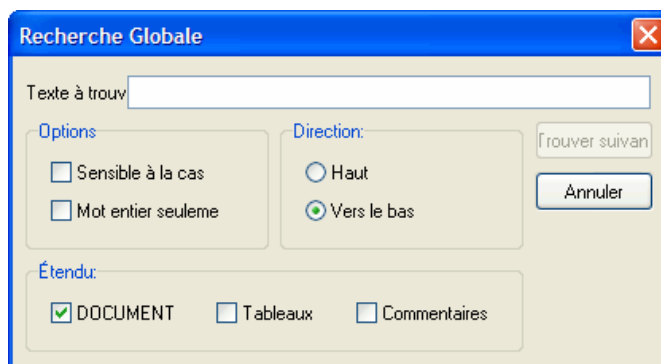 Recherche Globale
Texte à trouv
Options
Sensible à la cas
Mot entier seuleme
Direction:
Haut
Vers le bas
Trouver suivan
Annuler
Étendu:
DOCUMENT Tableaux Commentaires